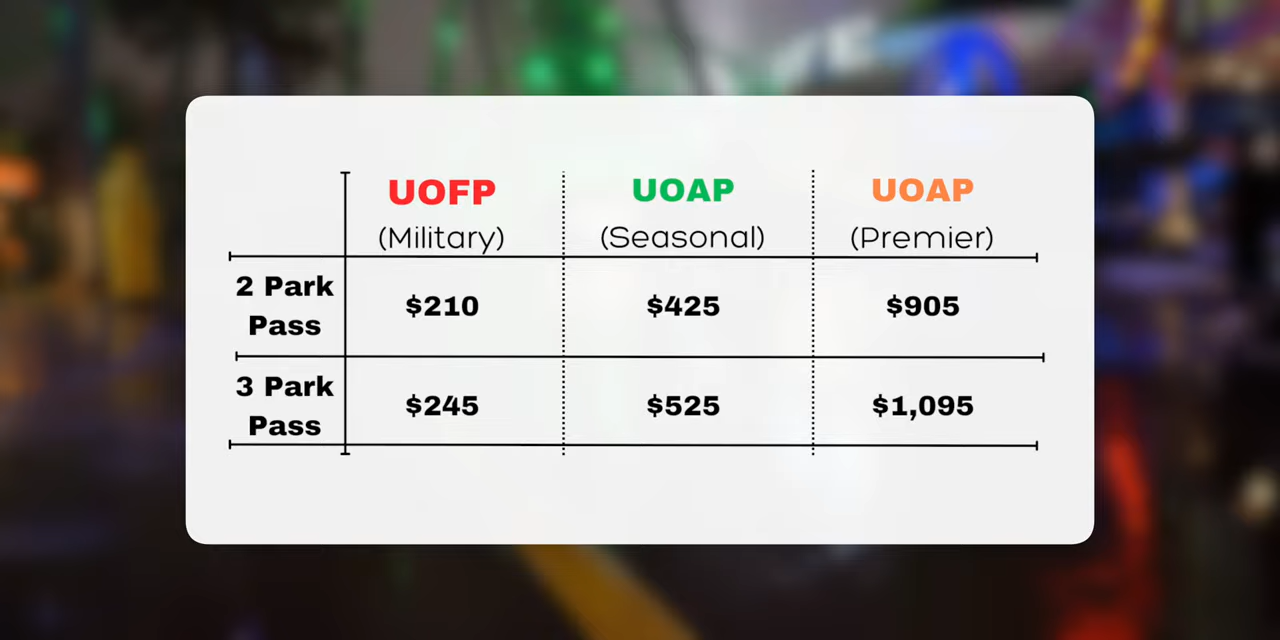 UOFP UOAP UOAP
(Military) (Seasonal) (Premier)
2 Park
Pass $210 $425 $905
3 Park
Pass $245 $525 $1,095